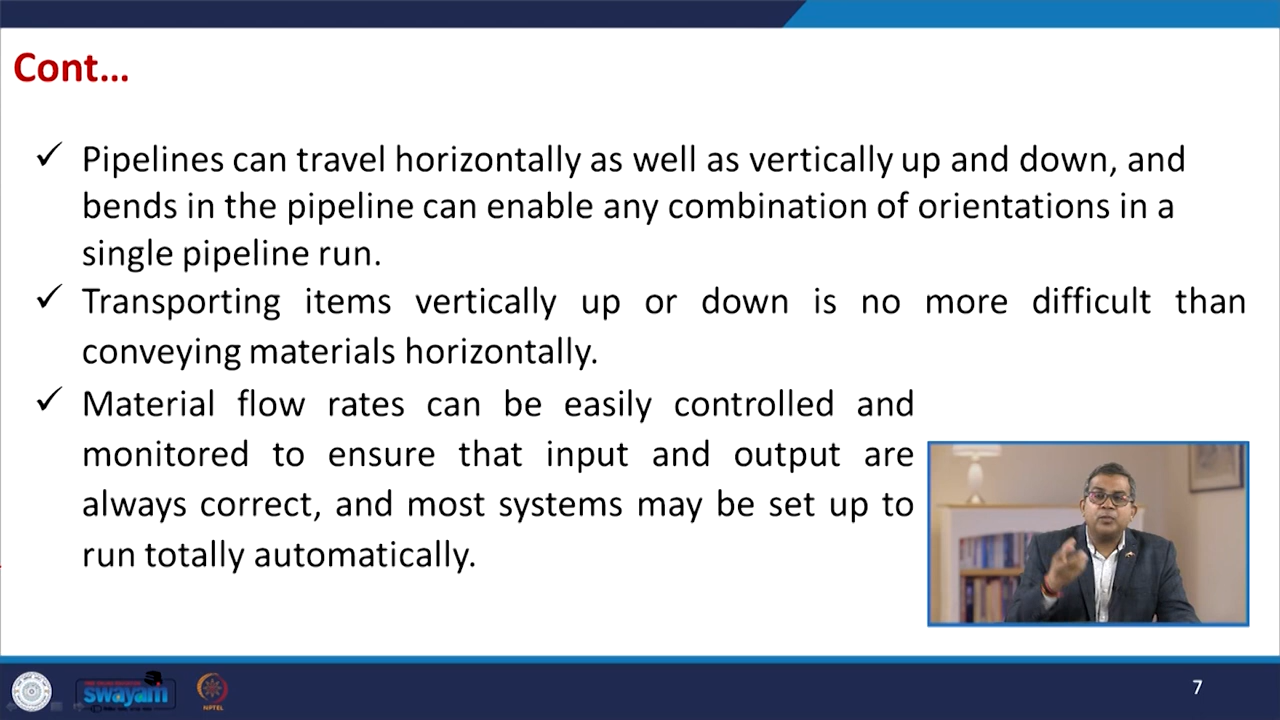 Cont...
✓ Pipelines can travel horizontally as well as vertically up and down, and
bends in the pipeline can enable any combination of orientations in a
single pipeline run.
✓ Transporting items vertically up or down is no more difficult than
conveying materials horizontally.
✓ Material flow rates can be easily controlled and
monitored to ensure that input and output are
always correct, and most systems may be set up to
run totally automatically.
swayam
NPTEL
7